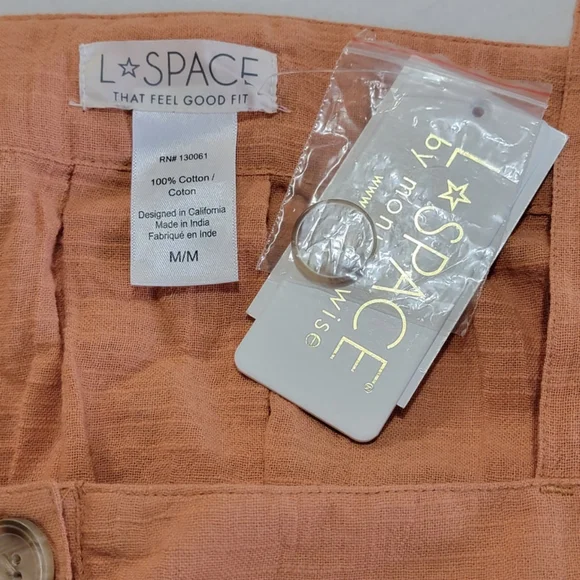 L☆SPACE
THAT FEEL GOOD FIT
RN# 130061
100% Cotton /
Coton
Designed in California
Made in India
Fabriqué en Inde
M/M
L☆SPACE®
by mon wise
www.